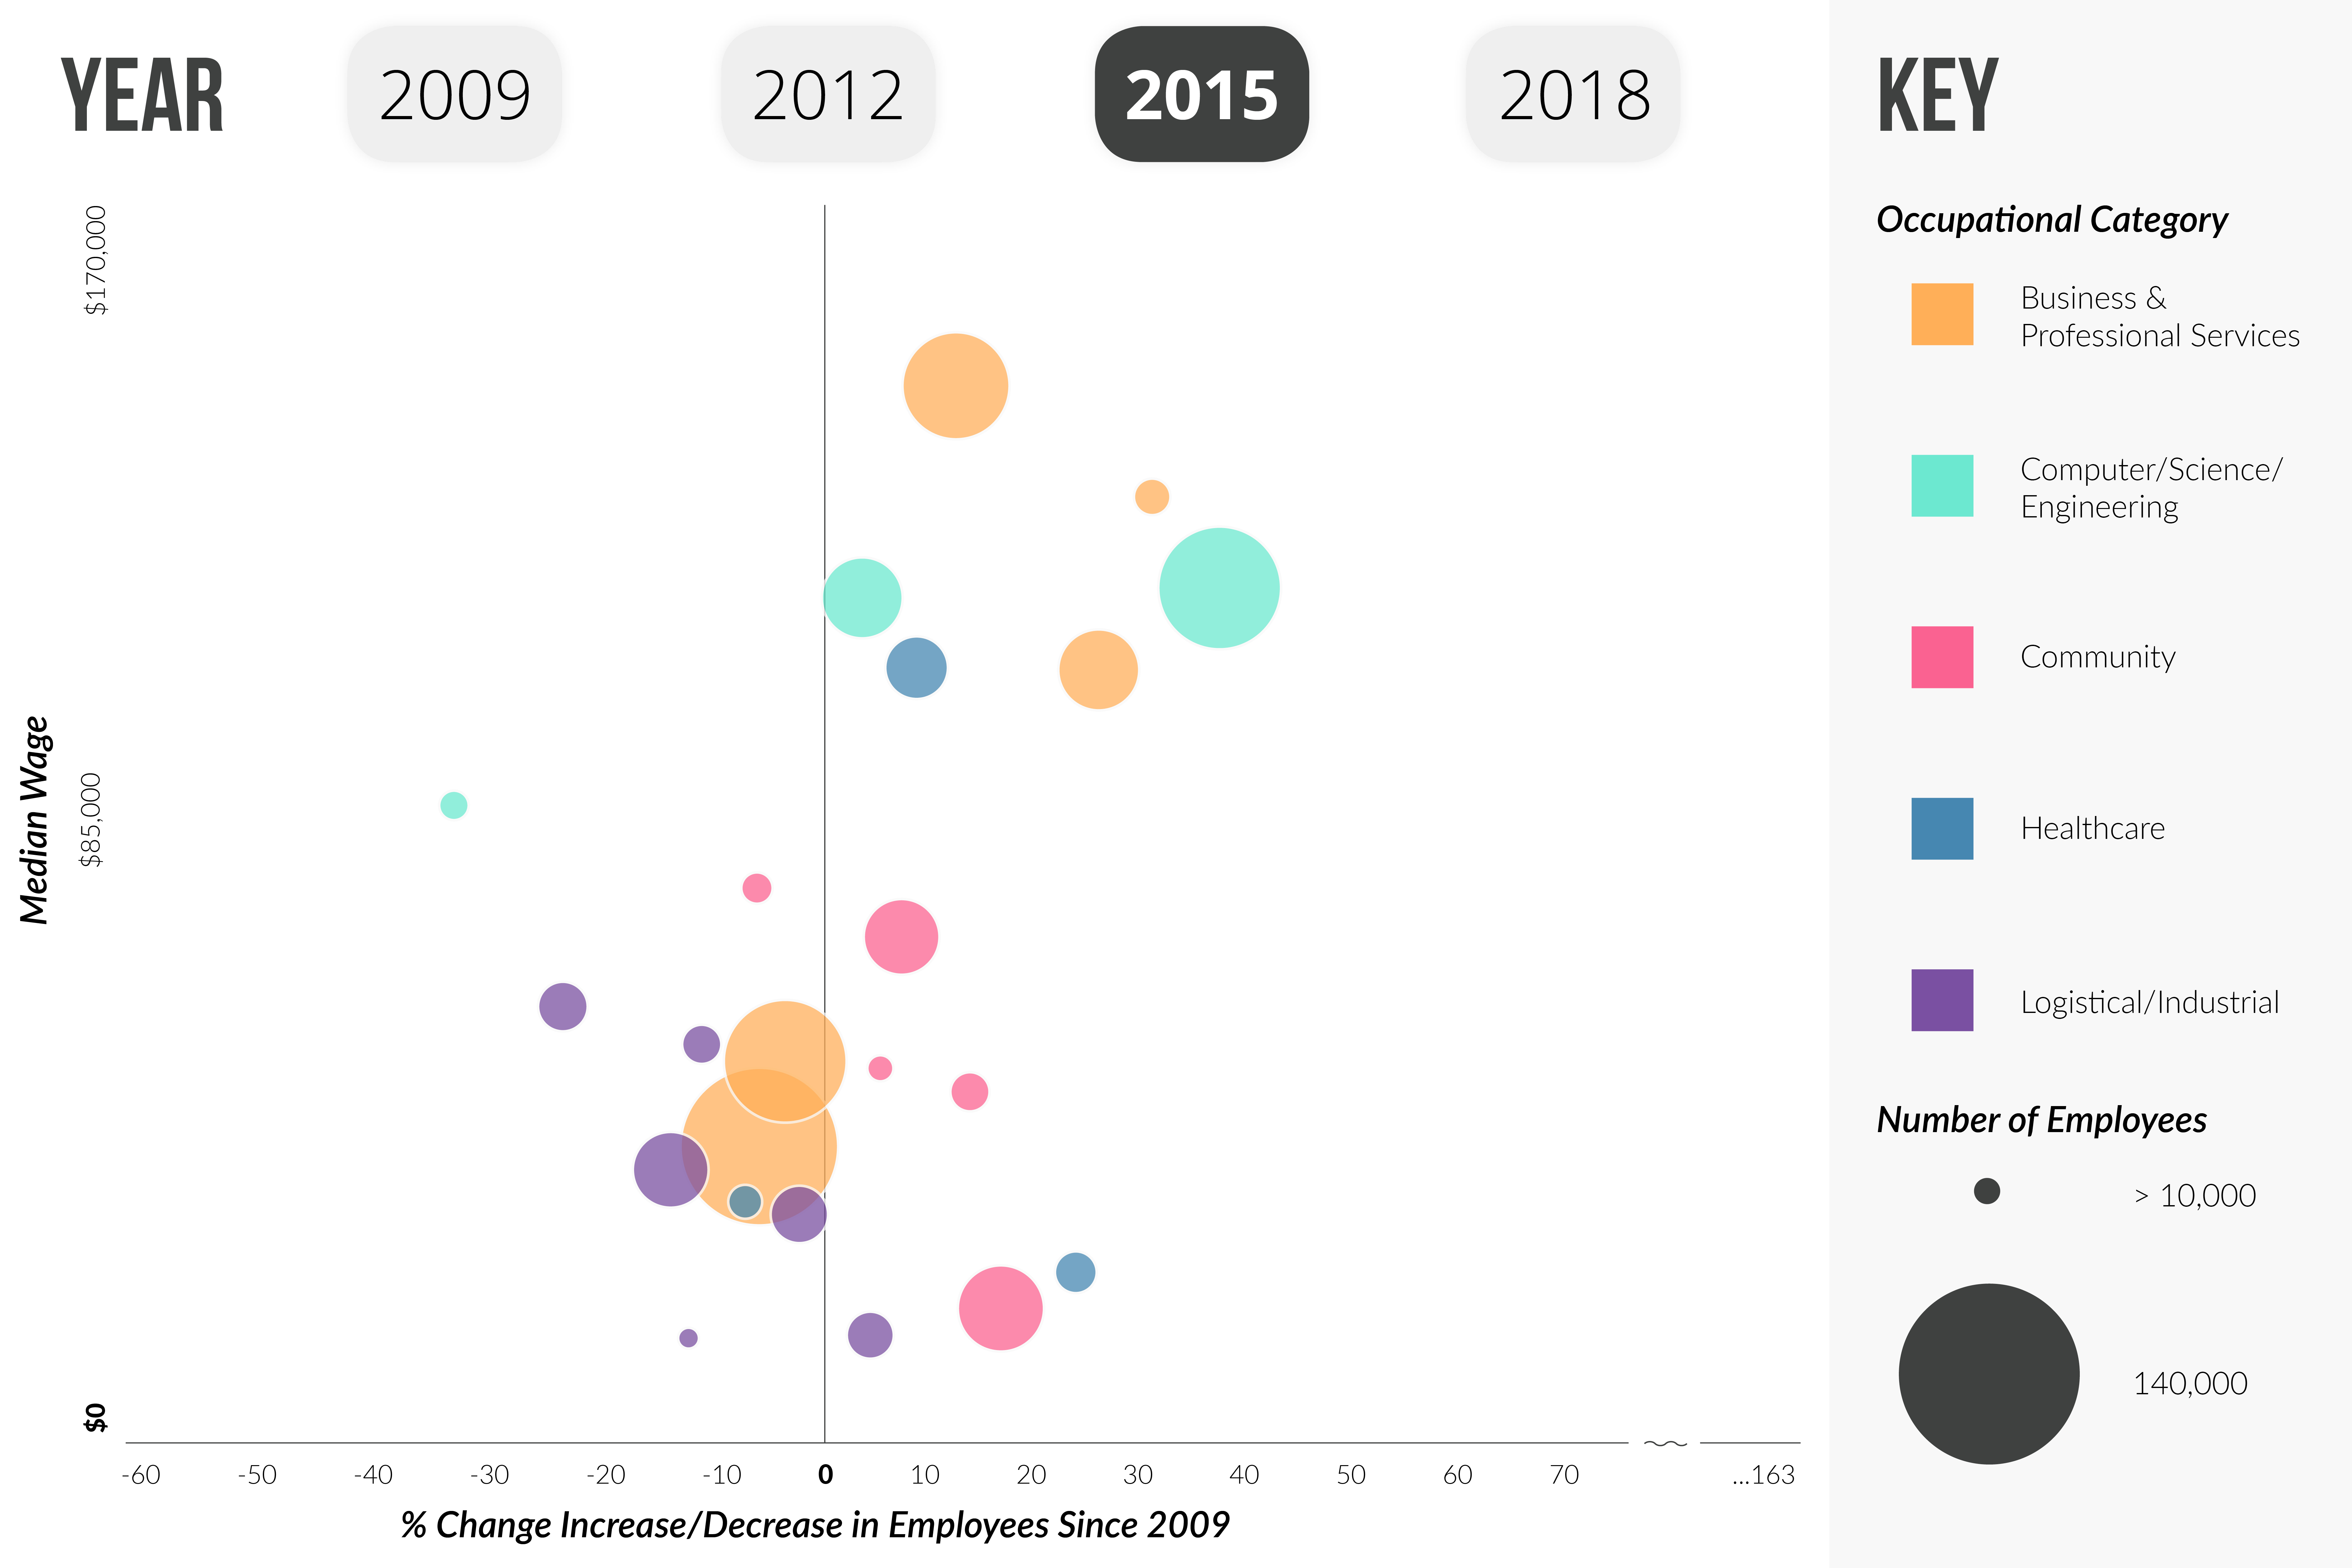 YEAR
2009
2012
2015
2018
KEY
$170,000
$85,000
$0
Median Wage
-60 -50 -40 -30 -20 -10 0 10 20 30 40 50 60 70 ...163
% Change Increase/Decrease in Employees Since 2009
Occupational Category
Business &
Professional Services
Computer/Science/
Engineering
Community
Healthcare
Logistical/Industrial
Number of Employees
> 10,000
140,000